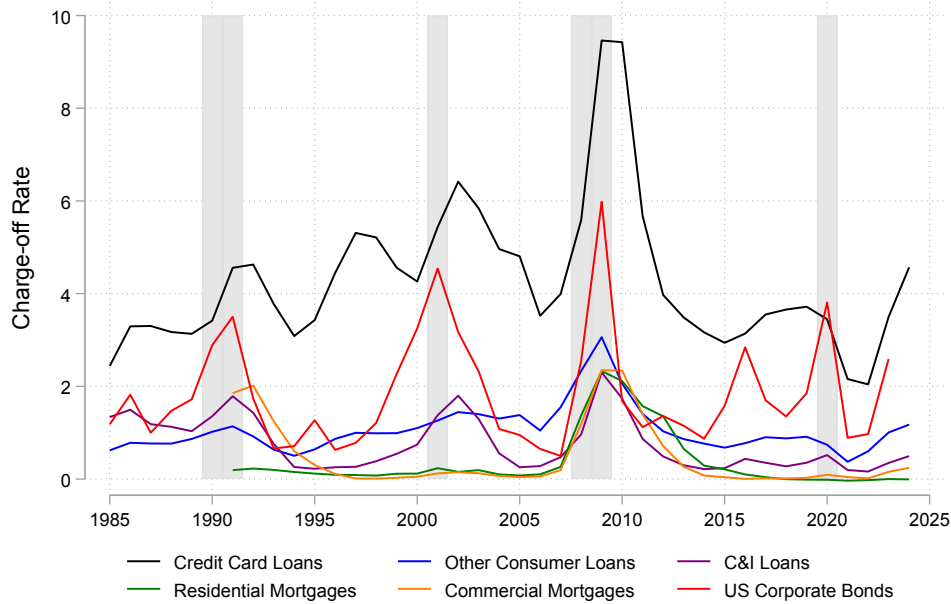 10
8
6
4
2
0
Charge-off Rate
1985 1990 1995 2000 2005 2010 2015 2020 2025
Credit Card Loans Other Consumer Loans C&I Loans
Residential Mortgages Commercial Mortgages US Corporate Bonds